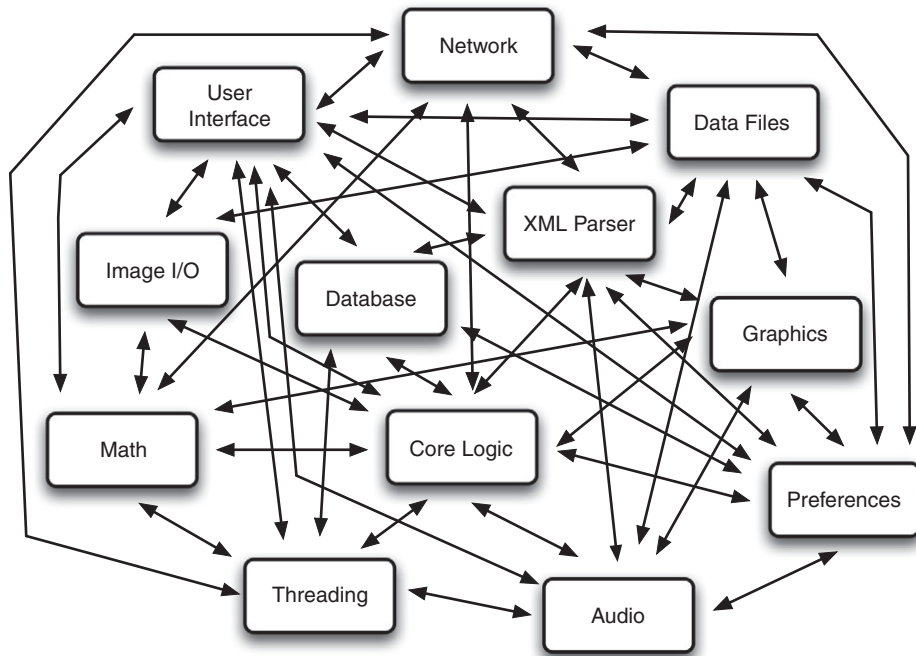 Network
User
Interface
Data Files
XML Parser
Image I/O
Database
Graphics
Math
Core Logic
Preferences
Threading
Audio